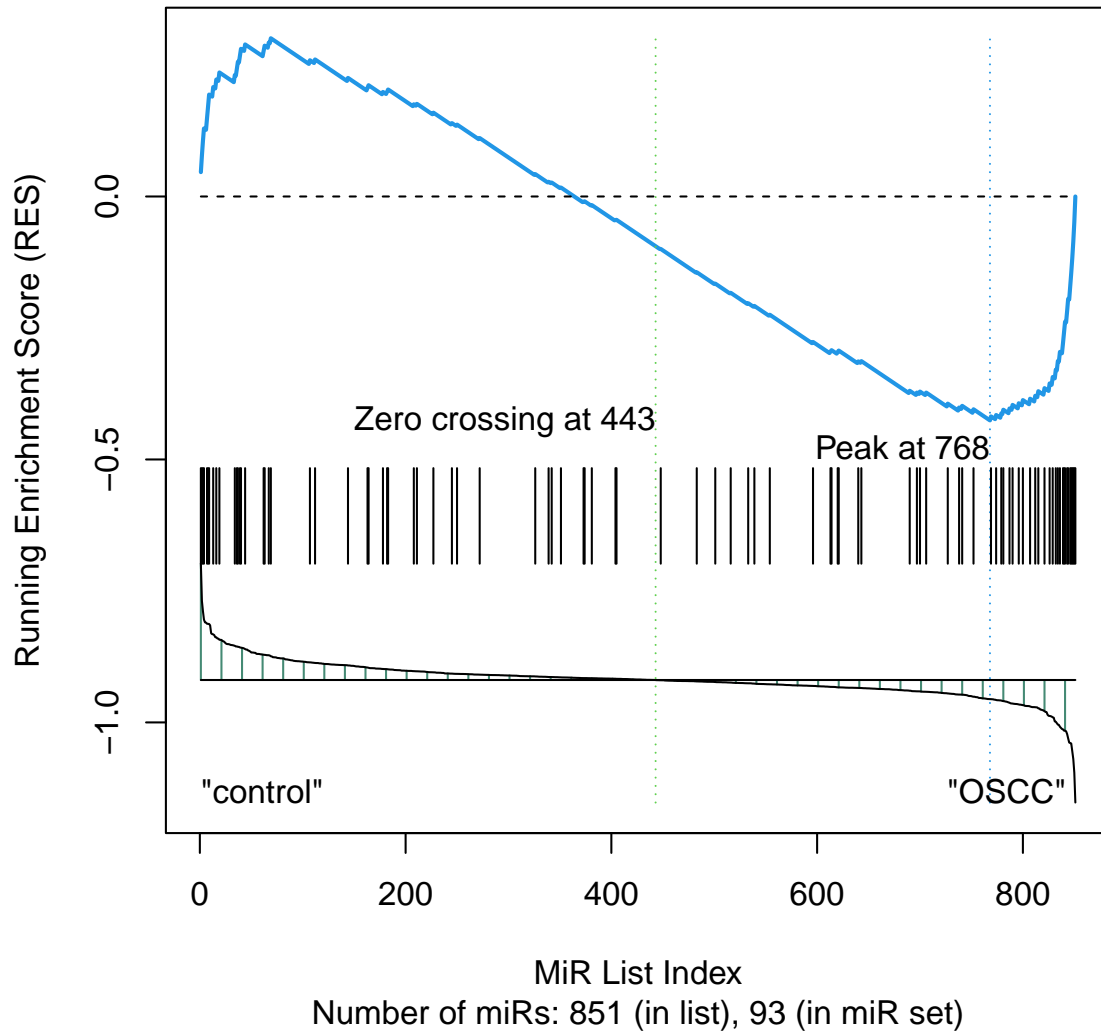 Running Enrichment Score (RES)
0.0
−0.5
−1.0
Zero crossing at 443
Peak at 768
"control"
"OSCC"
0
200
400
600
800
MiR List Index
Number of miRs: 851 (in list), 93 (in miR set)